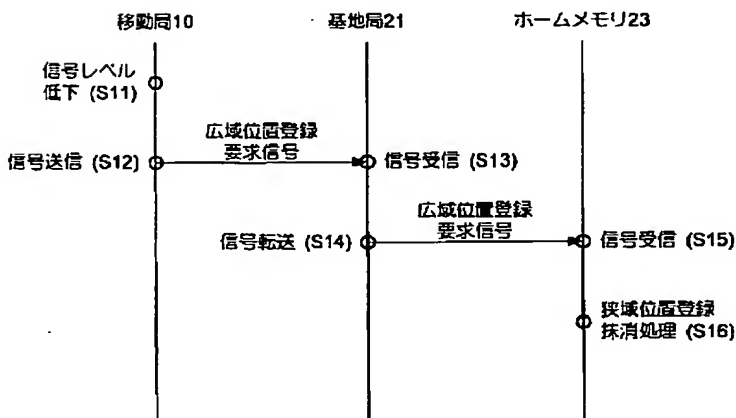 移動局10
基地局21
ホームメモリ23
信号レベル
低下 (S11)
広域位置登録
要求信号
信号送信 (S12)
信号受信 (S13)
広域位置登録
要求信号
信号転送 (S14)
信号受信 (S15)
狭域位置登録
抹消処理 (S16)